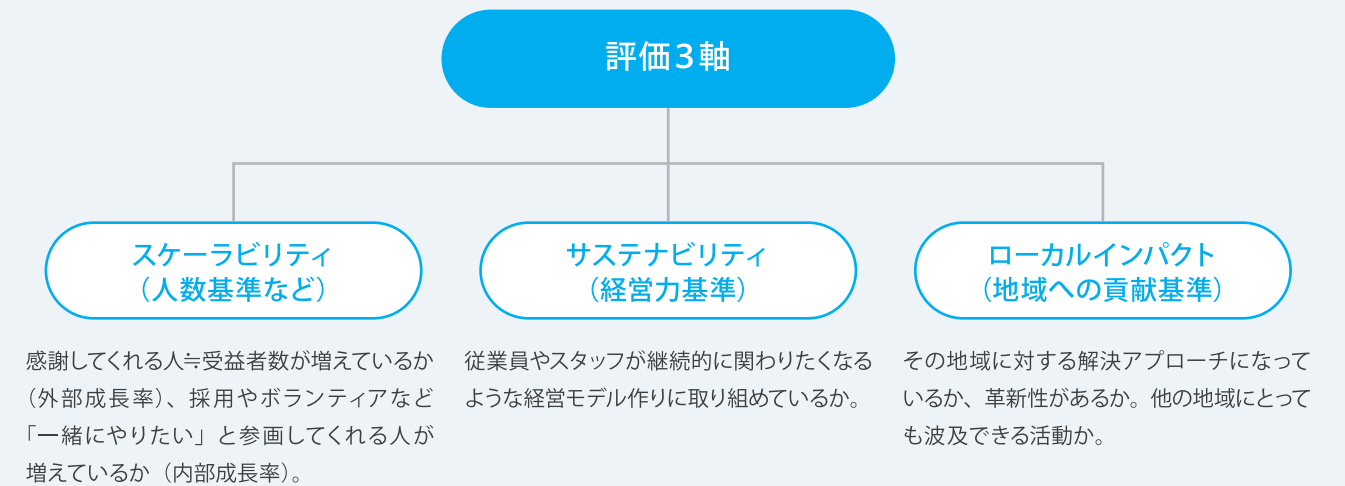 評価3軸
スケーラビリティ
（人数基準など）
感謝してくれる人≒受益者数が増えているか
（外部成長率）、採用やボランティアなど
「一緒にやりたい」と参画してくれる人が
増えているか（内部成長率）。
サステナビリティ
（経営力基準）
従業員やスタッフが継続的に関わりたくなる
ような経営モデル作りに取り組めているか。
ローカルインパクト
（地域への貢献基準）
その地域に対する解決アプローチになって
いるか、革新性があるか。他の地域にとって
も波及できる活動か。